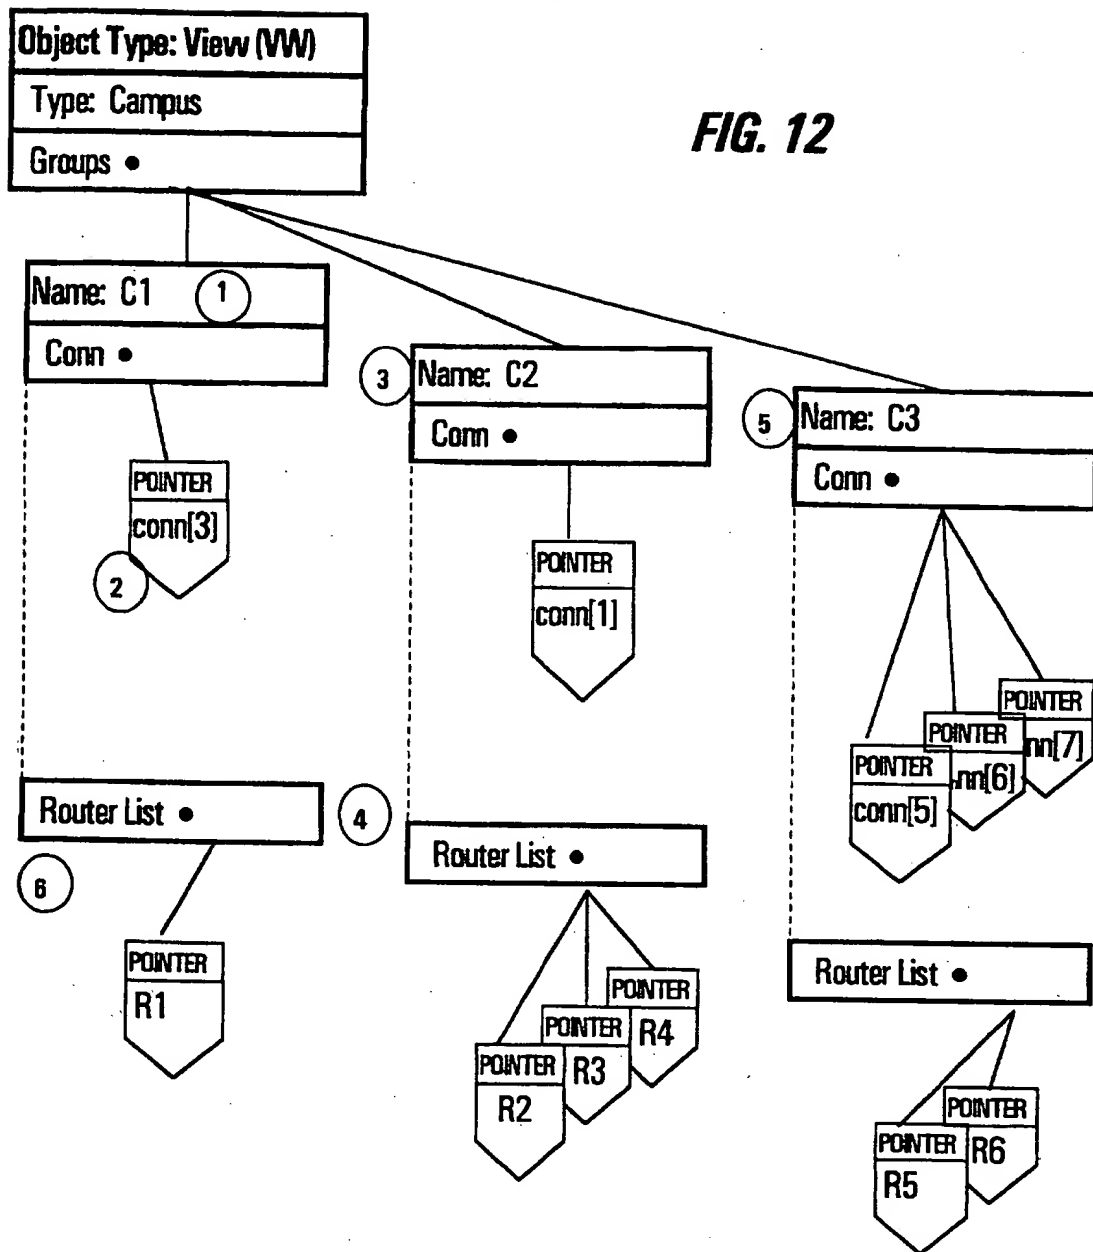 Object Type: View (VW)
Type: Campus
Groups •
FIG. 12
Name: C1
1
Conn •
3
Name: C2
Conn •
5
Name: C3
Conn •
POINTER
conn[3]
2
POINTER
conn[1]
POINTER
nn[7]
POINTER
.nn[6]
POINTER
conn[5]
Router List •
4
Router List •
6
Router List •
POINTER
R1
POINTER
R4
POINTER
R3
POINTER
R2
POINTER
R6
POINTER
R5